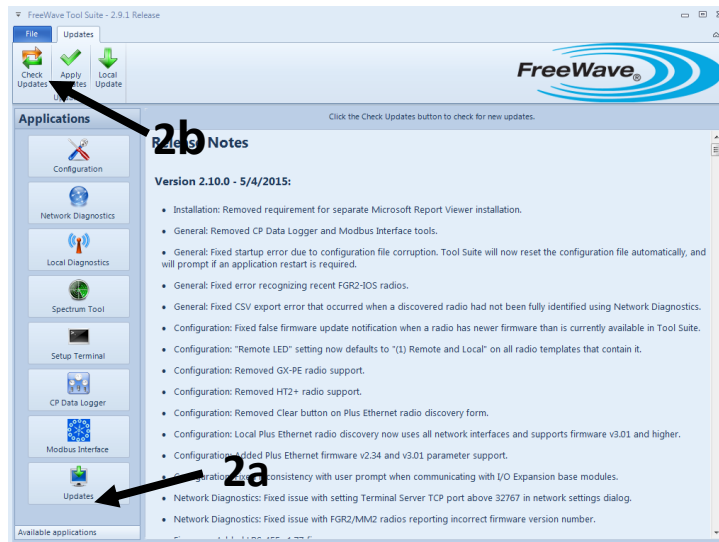 FreeWave Tool Suite - 2.9.1 Release
File Updates
Check Updates
Apply
Local Update
FreeWave®
Applications
Click the Check Updates button to check for new updates.
Configuration
Network Diagnostics
Local Diagnostics
Spectrum Tool
Setup Terminal
CP Data Logger
Modbus Interface
Updates
Available applications
2b
2a
Notes
Version 2.10.0 - 5/4/2015:
• Installation: Removed requirement for separate Microsoft Report Viewer installation.
• General: Removed CP Data Logger and Modbus Interface tools.
• General: Fixed startup error due to configuration file corruption. Tool Suite will now reset the configuration file automatically, and
will prompt if an application restart is required.
• General: Fixed error recognizing recent FGR2-IOS radios.
• General: Fixed CSV export error that occurred when a discovered radio had not been fully identified using Network Diagnostics.
• Configuration: Fixed false firmware update notification when a radio has newer firmware than is currently available in Tool Suite.
• Configuration: "Remote LED" setting now defaults to "(1) Remote and Local" on all radio templates that contain it.
• Configuration: Removed GX-PE radio support.
• Configuration: Removed HT2+ radio support.
• Configuration: Removed Clear button on Plus Ethernet radio discovery form.
• Configuration: Local Plus Ethernet radio discovery now uses all network interfaces and supports firmware v3.01 and higher.
• Configuration: Added Plus Ethernet firmware v2.34 and v3.01 parameter support.
• Configuration: Fixed inconsistency with user prompt when communicating with I/O Expansion base modules.
• Network Diagnostics: Fixed issue with setting Terminal Server TCP port above 32767 in network settings dialog.
• Network Diagnostics: Fixed issue with FGR2/MM2 radios reporting incorrect firmware version number.